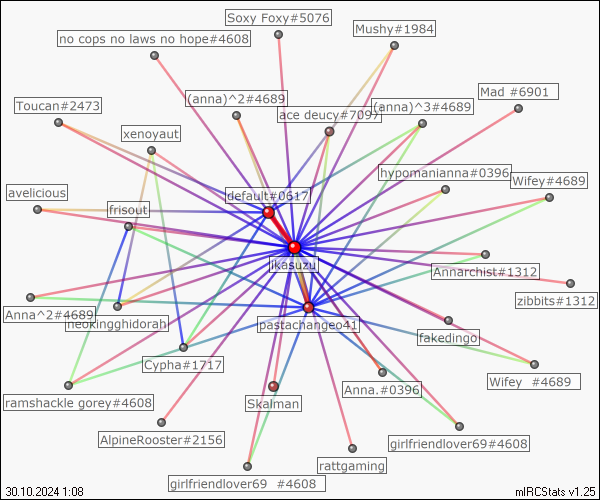 Soxy Foxy#5076
Mushy#1984
no cops no laws no hope#4608
Mad #6901
(anna)^2#4689
Toucan#2473
ace deucy#7097
(anna)^3#4689
xenoyaut
hypomanianna#0396
Wifey#4689
avelicious
default#0617
frisout
ikasuzu
Annarchist#1312
zibbits#1312
Anna^2#4689
neokingghidorah
pastachangeo41
fakedingo
Cypha#1717
Wifey #4689
Anna.#0396
ramshackle gorey#4608
Skalman
AlpineRooster#2156
girlfriendlover69#4608
rattgaming
girlfriendlover69 #4608
30.10.2024 1:08
mIRCStats v1.25